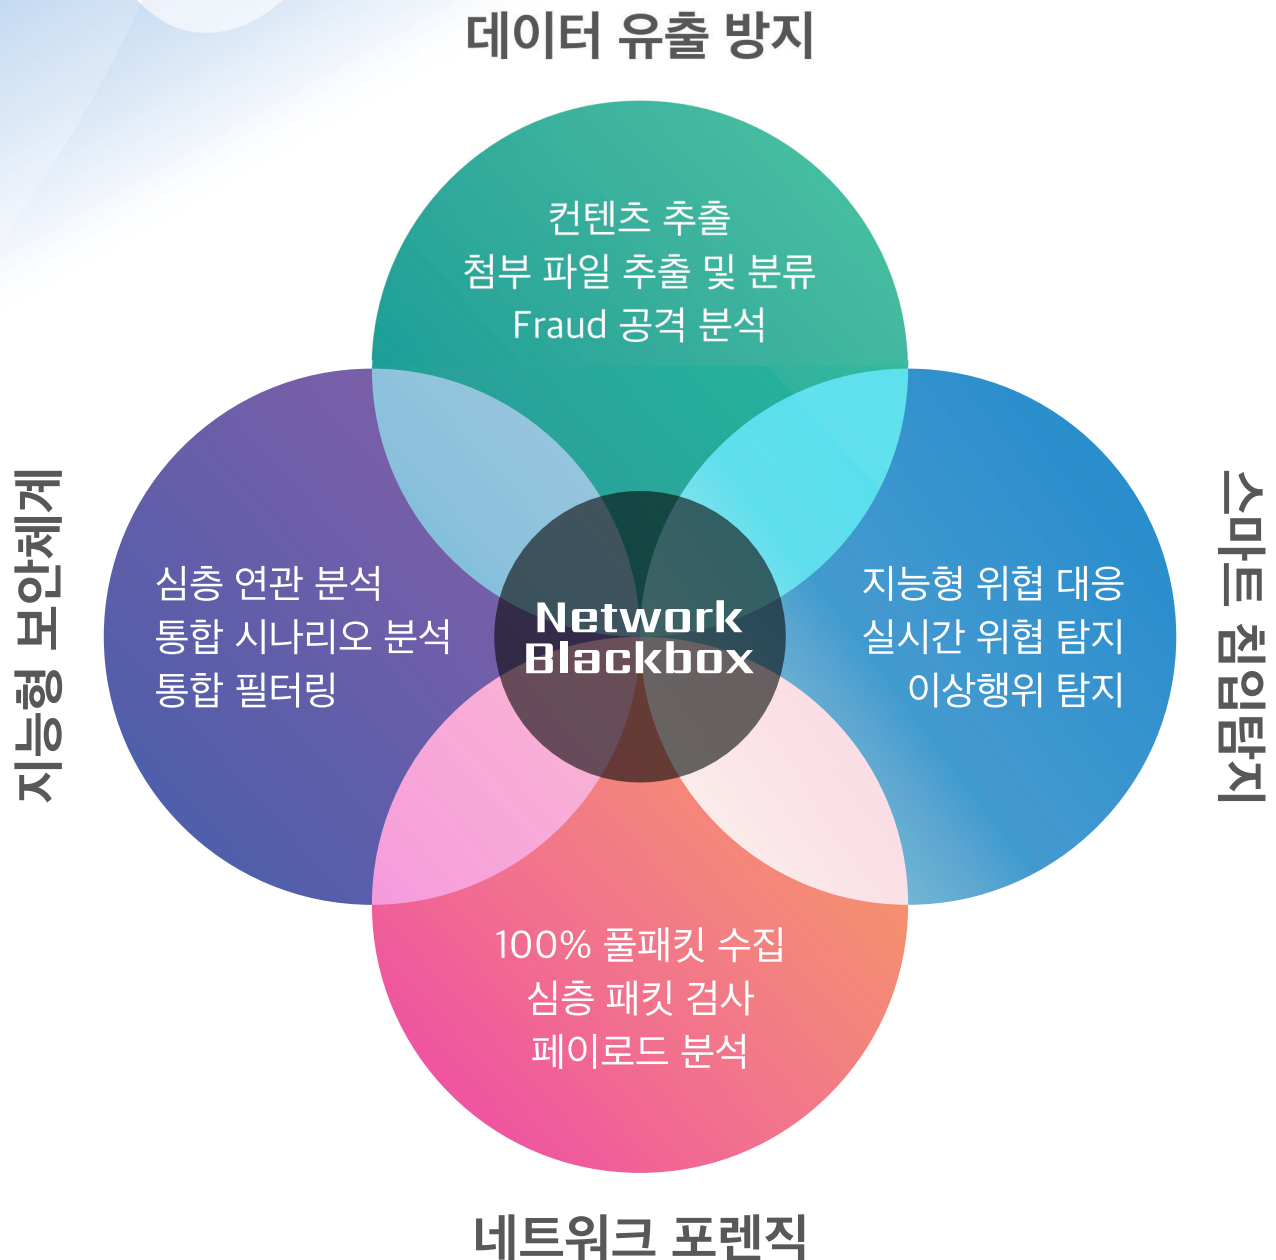 데이터 유출 방지
컨텐츠 추출
첨부 파일 추출 및 분류
Fraud 공격 분석
지능형 보안체계
심층 연관 분석
통합 시나리오 분석
통합 필터링
Network
Blackbox
지능형 위협 대응
실시간 위협 탐지
이상행위 탐지
스마트 침입탐지
100% 풀패킷 수집
심층 패킷 검사
페이로드 분석
네트워크 포렌직